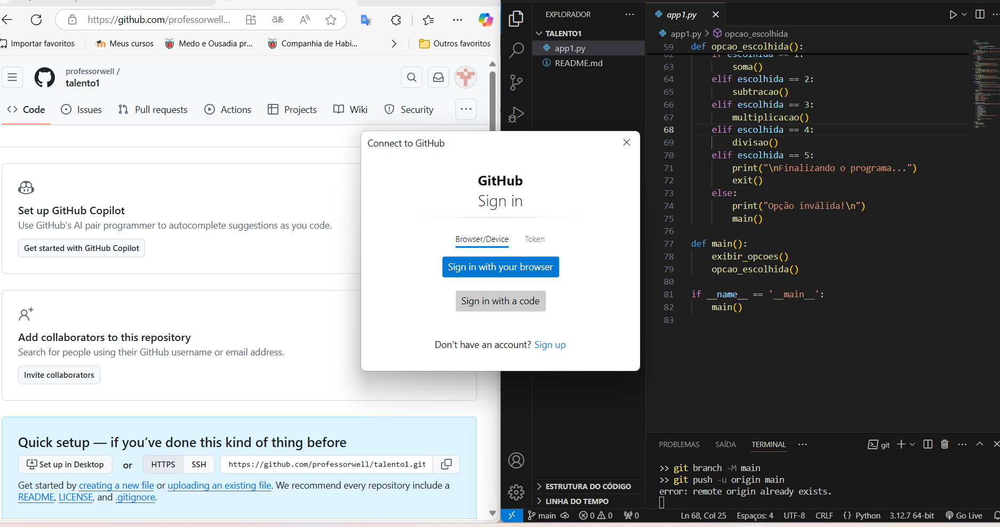 https://github.com/professorwell...
Importar favoritos
Meus cursos
Medo e Ousadia pr...
Companhia de Habi...
Outros favoritos
professorwell /
talento1
Code
Issues
Pull requests
Actions
Projects
Wiki
Security
Set up GitHub Copilot
Use GitHub's AI pair programmer to autocomplete suggestions as you code.
Get started with GitHub Copilot
Add collaborators to this repository
Search for people using their GitHub username or email address.
Invite collaborators
Quick setup — if you've done this kind of thing before
Set up in Desktop
or
HTTPS
SSH
https://github.com/professorwell/talento1.git
Get started by creating a new file or uploading an existing file. We recommend every repository include a
README, LICENSE, and .gitignore.
Connect to GitHub
GitHub
Sign in
Browser/Device
Token
Sign in with your browser
Sign in with a code
Don't have an account? Sign up
EXPLORADOR
TALENTO1
app1.py
README.md
ESTRUTURA DO CÓDIGO
LINHA DO TEMPO
app1.py
app1.py > opcao_escolhida
59 def opcao_escolhida():
62 if escolhida == 1:
63 soma()
64 elif escolhida == 2:
65 subtracao()
66 elif escolhida == 3:
67 multiplicacao()
68 elif escolhida == 4:
69 divisao()
70 elif escolhida == 5:
71 print("\nFinalizando o programa...")
72 exit()
73 else:
74 print("Opção inválida!\n")
75 main()
76
77 def main():
78 exibir_opcoes()
79 opcao_escolhida()
80
81 if __name__ == '__main__':
82 main()
83
PROBLEMAS
SAÍDA
TERMINAL
git
>> git branch -M main
>> git push -u origin main
error: remote origin already exists.
main
0
0
0
Ln 68, Col 25
Espaços: 4
UTF-8
CRLF
{ } Python
3.12.7 64-bit
Go Live